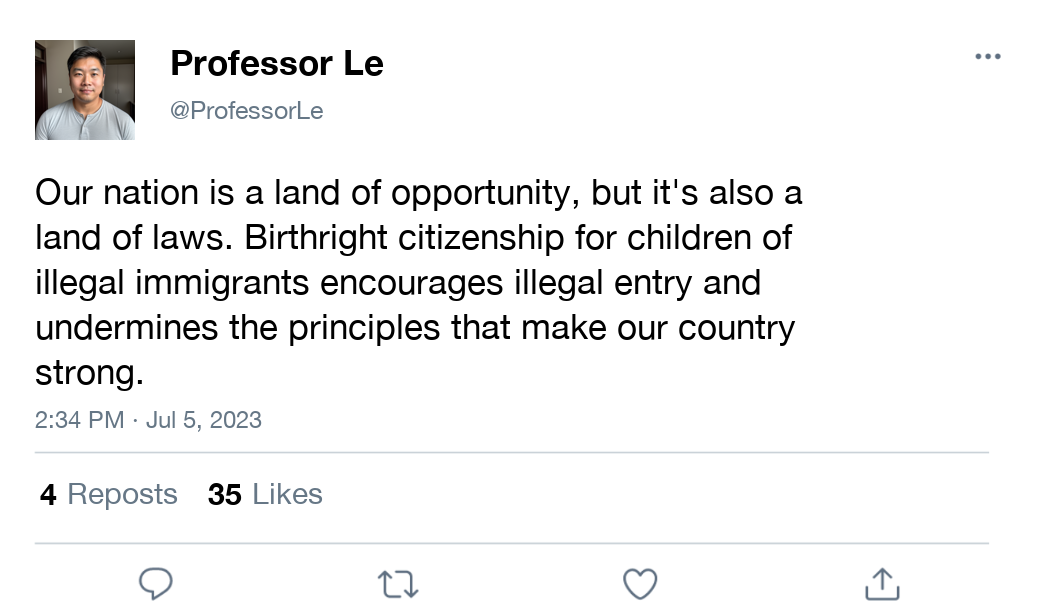 Professor Le
@ProfessorLe
Our nation is a land of opportunity, but it's also a
land of laws. Birthright citizenship for children of
illegal immigrants encourages illegal entry and
undermines the principles that make our country
strong.
2:34 PM · Jul 5, 2023
4 Reposts 35 Likes